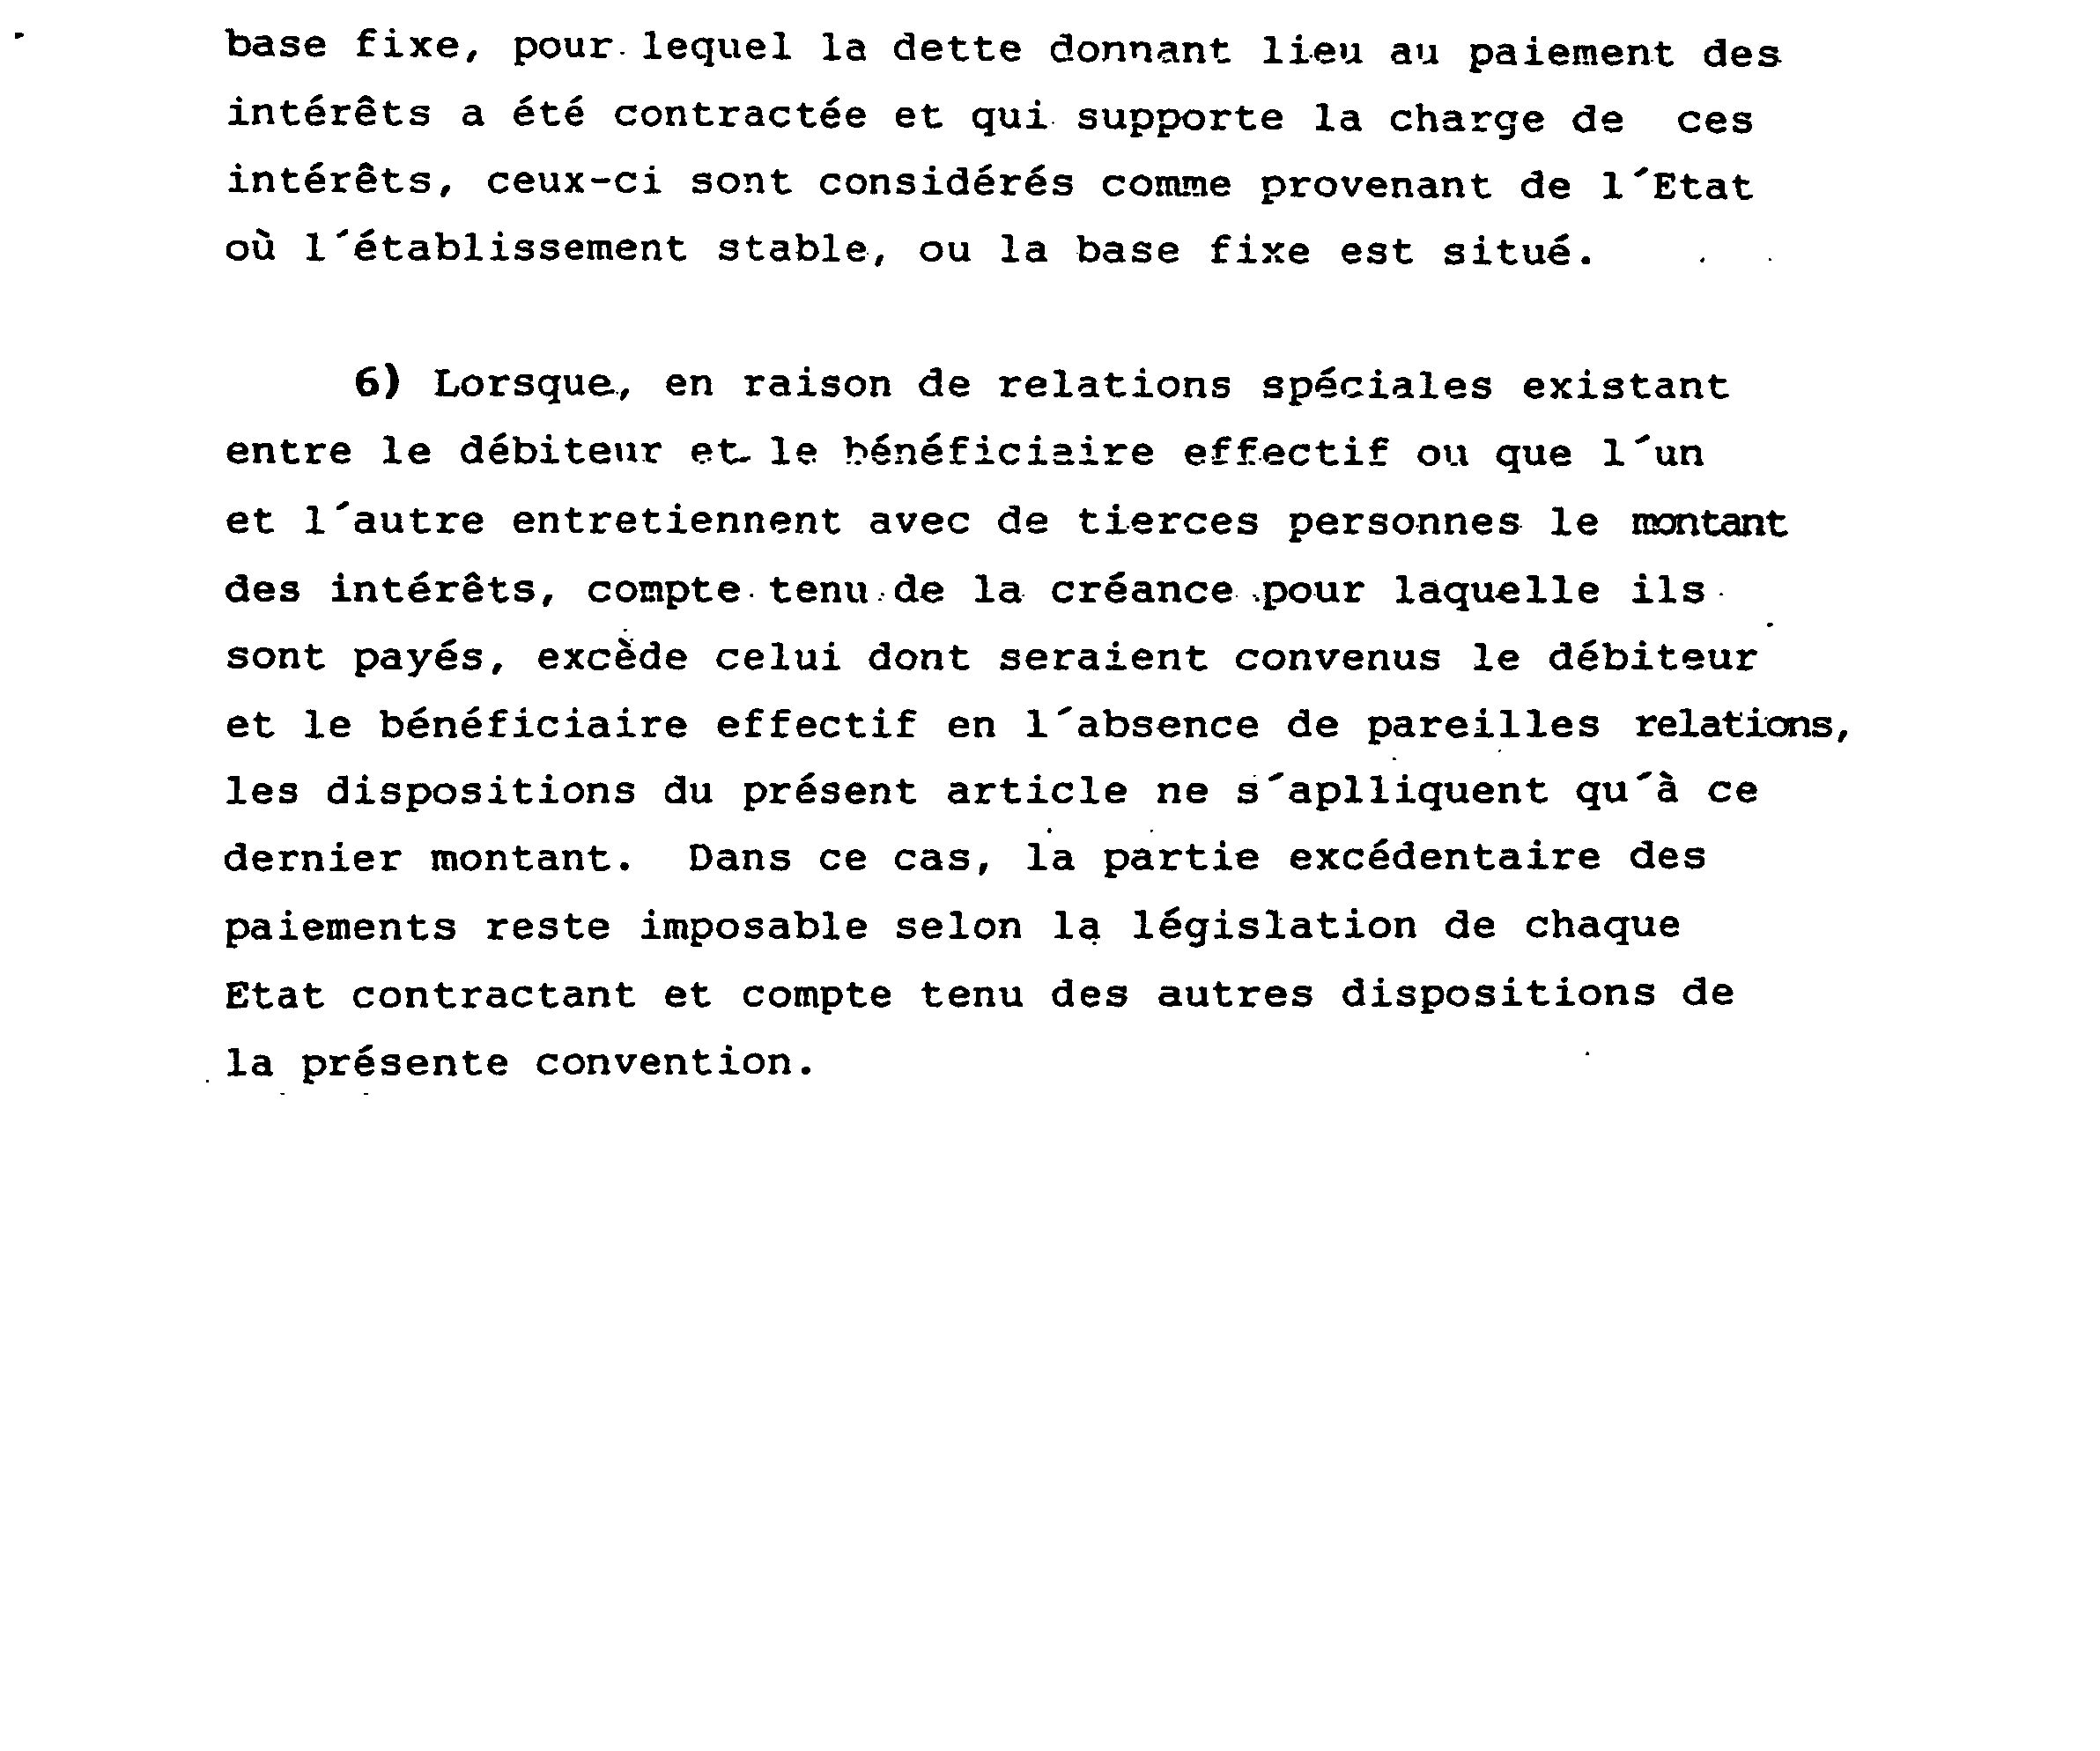 base fixe, pour lequel la dette donnant lieu au paiement des
intérêts a été contractée et qui supporte la charge de ces
intérêts, ceux-ci sont considérés comme provenant de l´Etat
où l´établissement stable, ou la base fixe est situé.
6) Lorsque, en raison de relations spéciales existant
entre le débiteur et le bénéficiaire effectif ou que l´un
et l´autre entretiennent avec de tierces personnes le montant
des intérêts, compte tenu de la créance pour laquelle ils
sont payés, excède celui dont seraient convenus le débiteur
et le bénéficiaire effectif en l´absence de pareilles relations,
les dispositions du présent article ne s´aplliquent qu´à ce
dernier montant. Dans ce cas, la partie excédentaire des
paiements reste imposable selon la législation de chaque
Etat contractant et compte tenu des autres dispositions de
la présente convention.